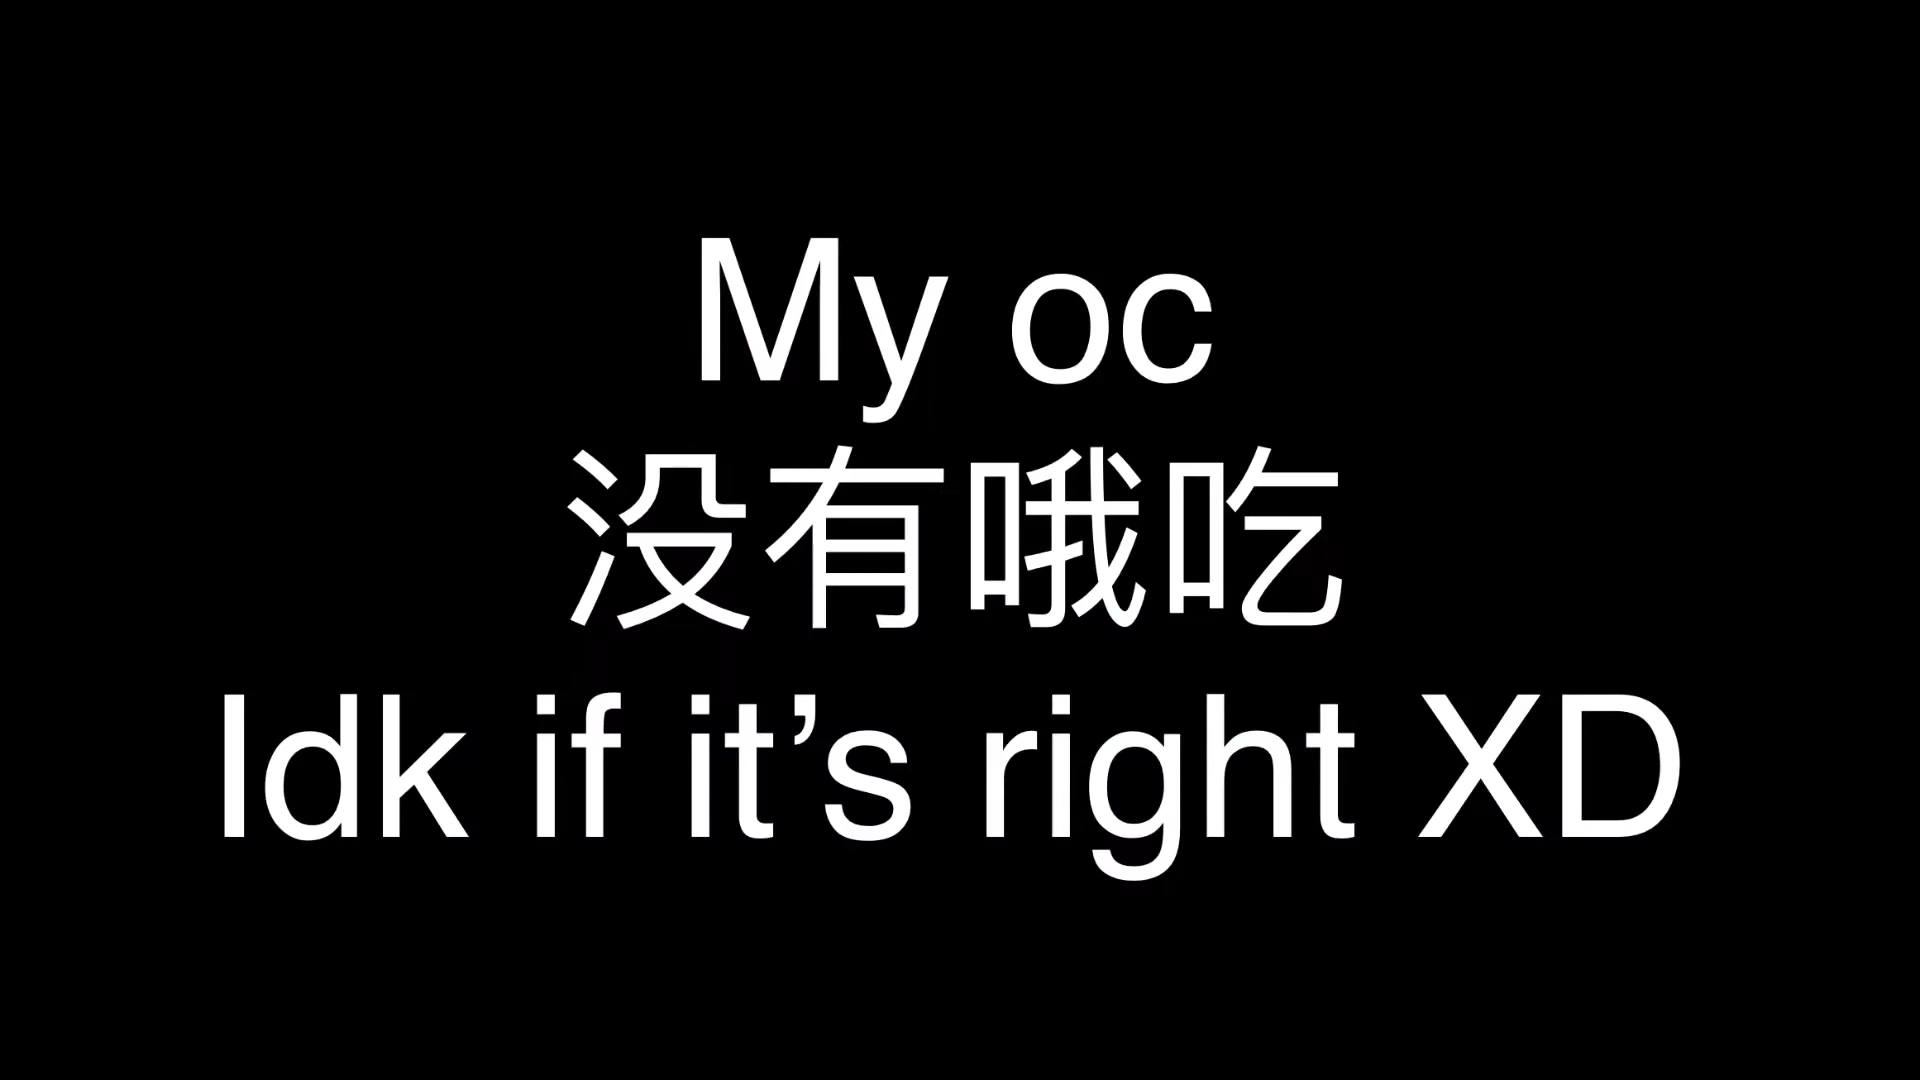 My oc
没有哦吃
Idk if it’s right XD